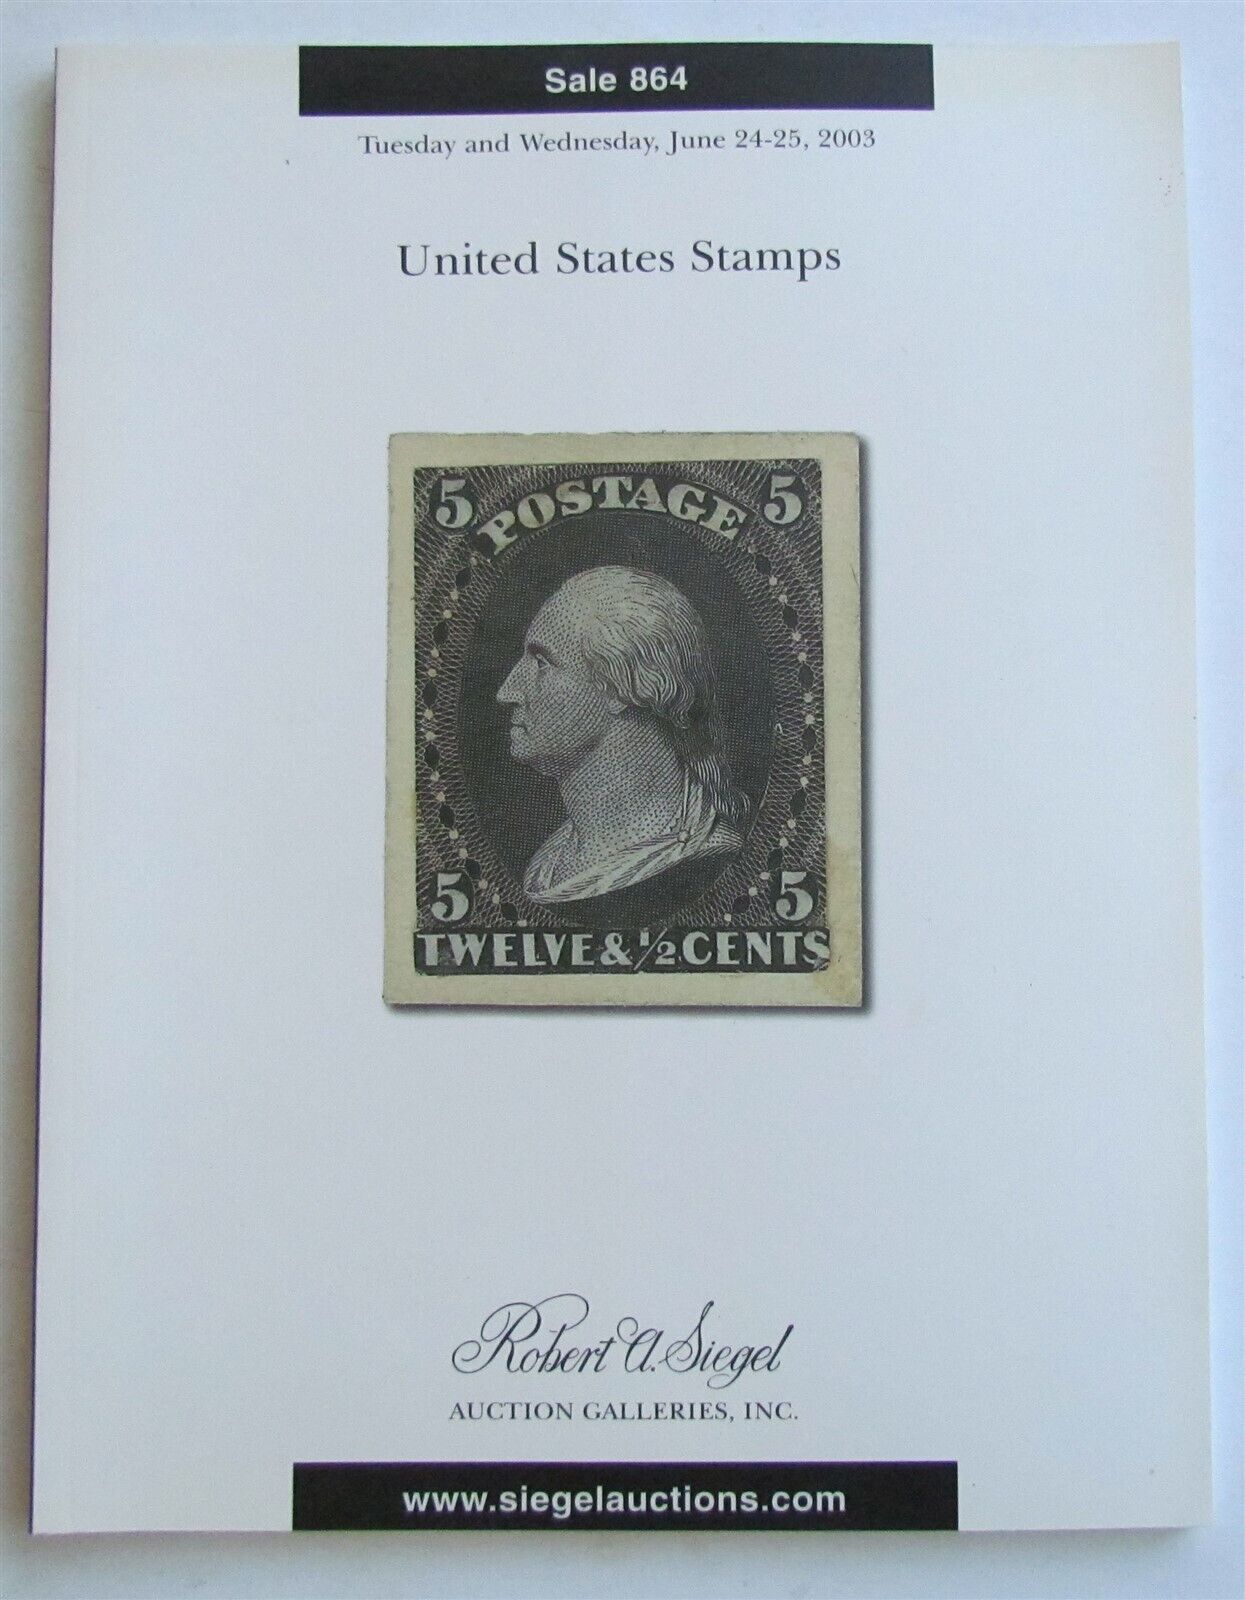 Sale 864
Tuesday and Wednesday, June 24-25, 2003
United States Stamps
5 POSTAGE 5
5 5
TWELVE & 1/2 CENTS
Robert A. Siegel
AUCTION GALLERIES, INC.
www.siegelauctions.com